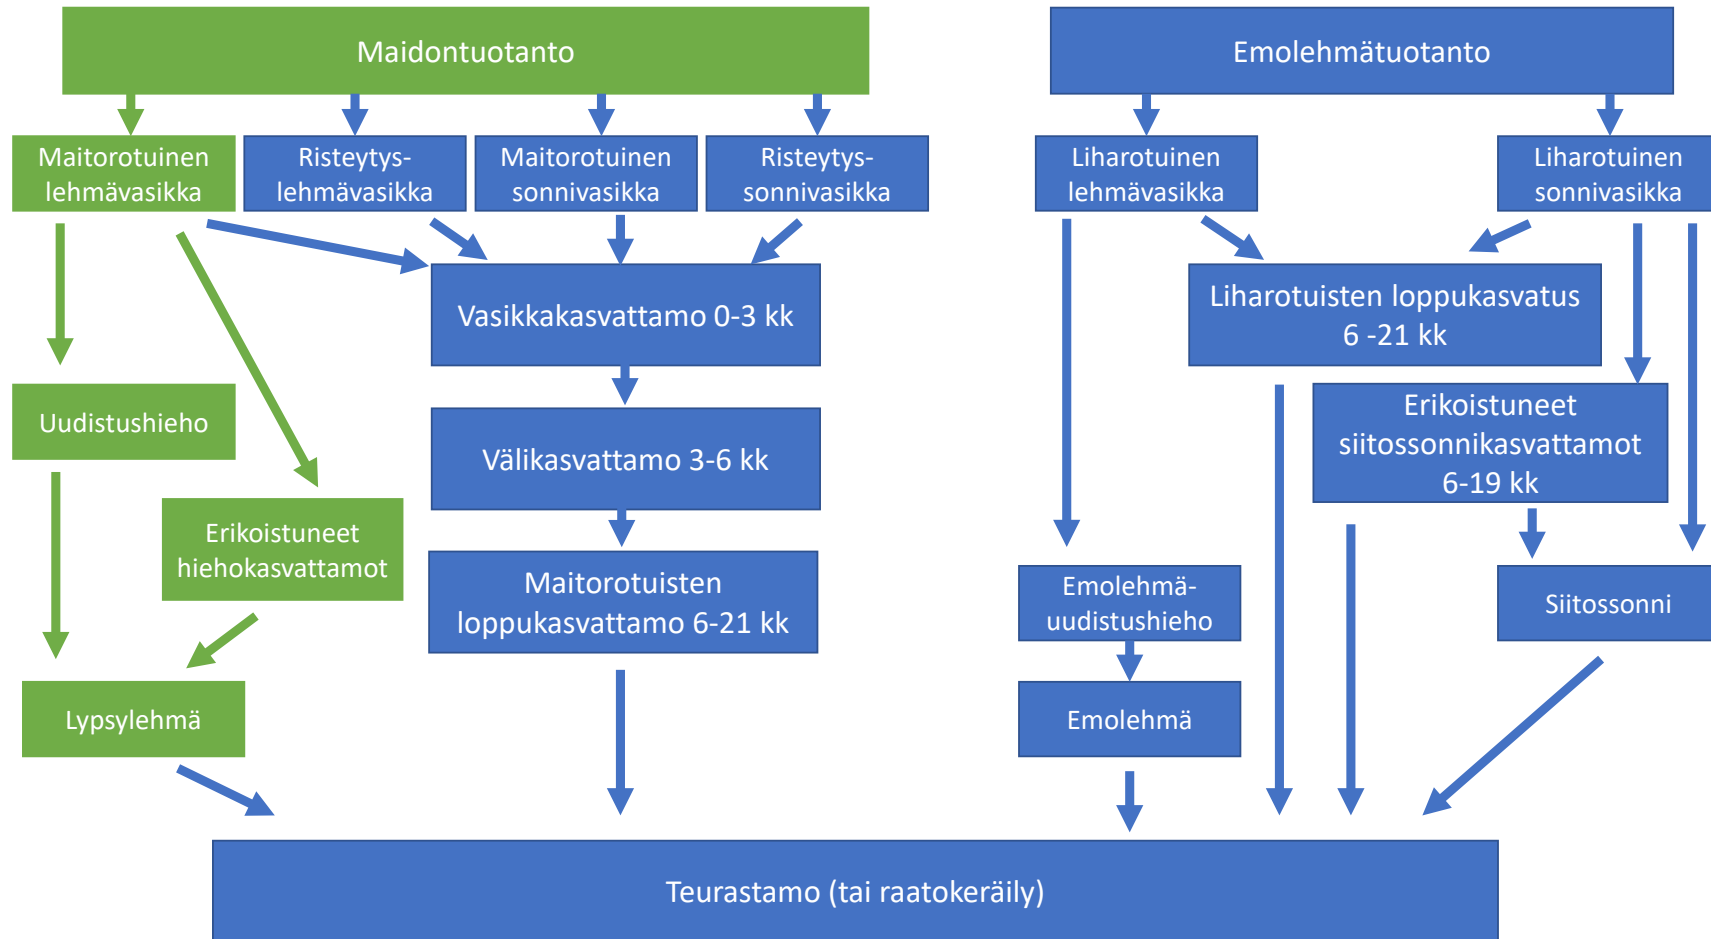 Maidontuotanto
Emolehmätuotanto
Maitorotuinen
lehmävasikka
Risteytys-
lehmävasikka
Maitorotuinen
sonnivasikka
Risteytys-
sonnivasikka
Liharotuinen
lehmävasikka
Liharotuinen
sonnivasikka
Vasikkakasvattamo 0-3 kk
Liharotuisten loppukasvatus
6 -21 kk
Uudistushieho
Välikasvattamo 3-6 kk
Erikoistuneet
siitossonnikasvattamot
6-19 kk
Erikoistuneet
hiehokasvattamot
Maitorotuisten
loppukasvattamo 6-21 kk
Emolehmä-
uudistushieho
Siitossonni
Lypsylehmä
Emolehmä
Teurastamo (tai raatokeräily)